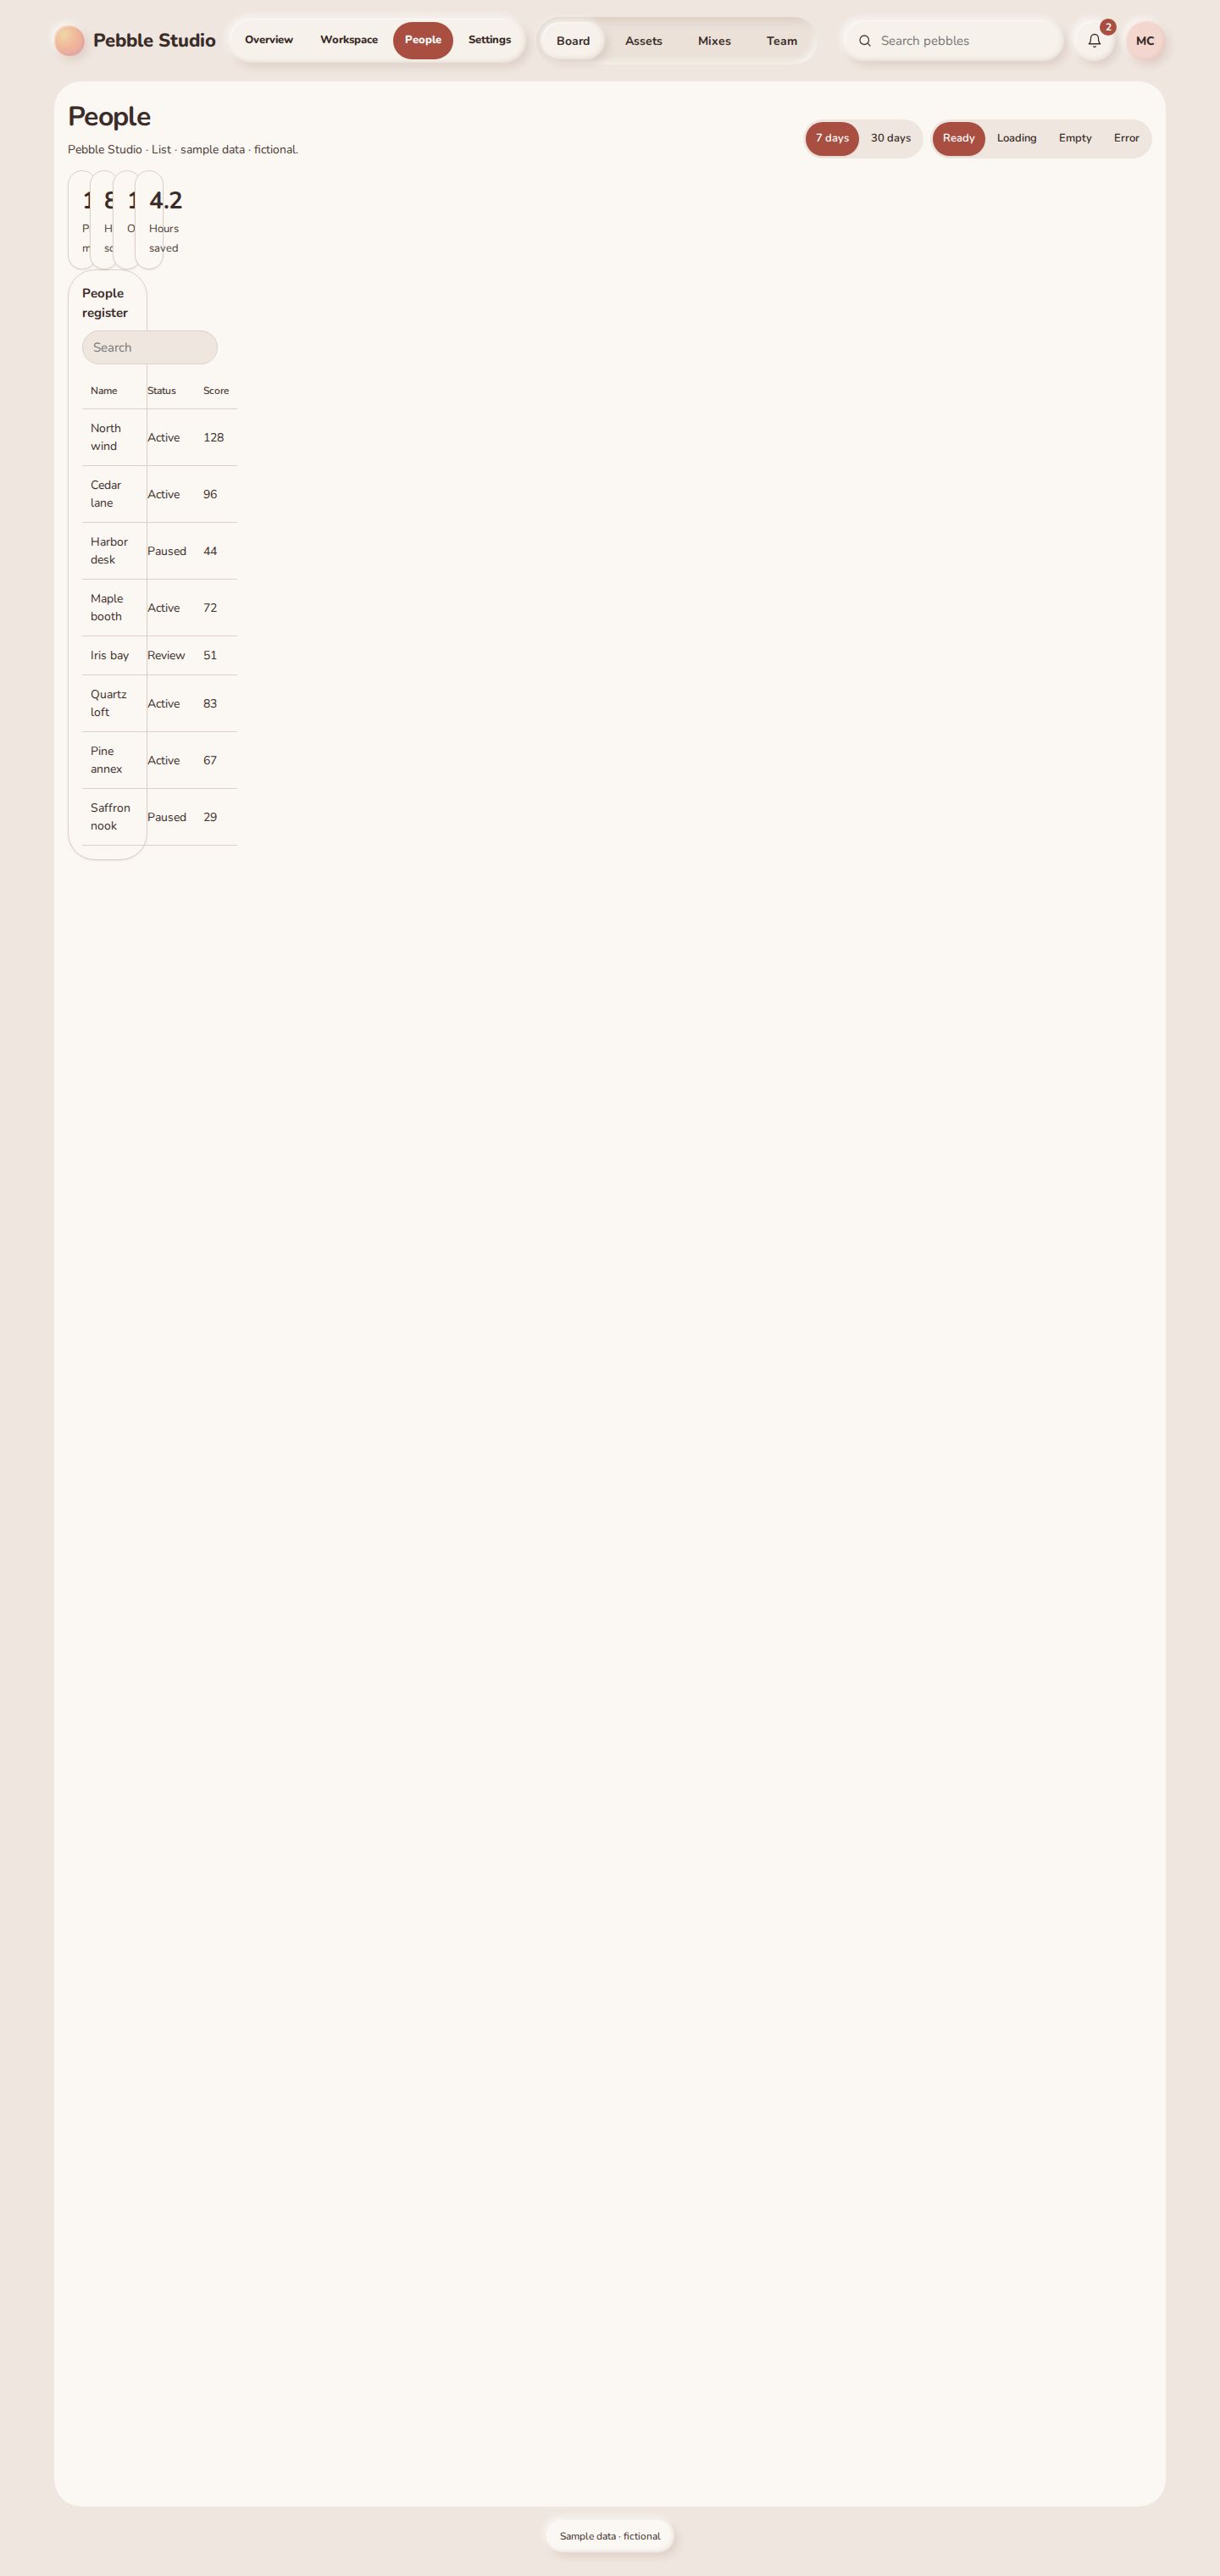 Pebble Studio
Overview Workspace People Settings
Board Assets Mixes Team
Search pebbles
2
MC
People
Pebble Studio · List · sample data · fictional.
7 days 30 days
Ready Loading Empty Error
4.2
Hours
saved
People
register
Search
Name Status Score
North
wind
Active 128
Cedar
lane
Active 96
Harbor
desk
Paused 44
Maple
booth
Active 72
Iris bay Review 51
Quartz
loft
Active 83
Pine
annex
Active 67
Saffron
nook
Paused 29
Sample data · fictional